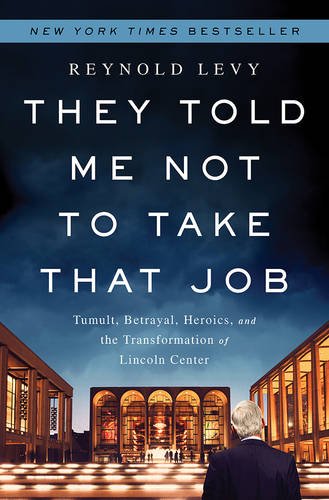 NEW YORK TIMES BESTSELLER
REYNOLD LEVY
THEY TOLD
ME NOT
TO TAKE
THAT JOB
Tumult, Betrayal, Heroics, and
the Transformation of
Lincoln Center